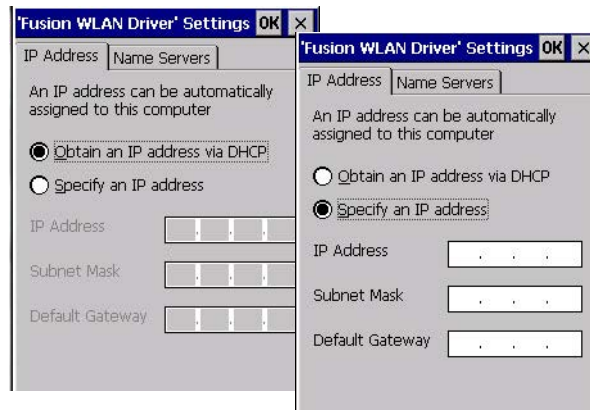 'Fusion WLAN Driver' Settings OK ×
IP Address Name Servers
An IP address can be automatically
assigned to this computer
Obtain an IP address via DHCP
Specify an IP address
IP Address . . .
Subnet Mask . . .
Default Gateway . . .
'Fusion WLAN Driver' Settings OK ×
IP Address Name Servers
An IP address can be automatically
assigned to this computer
Obtain an IP address via DHCP
Specify an IP address
IP Address . . .
Subnet Mask . . .
Default Gateway . . .